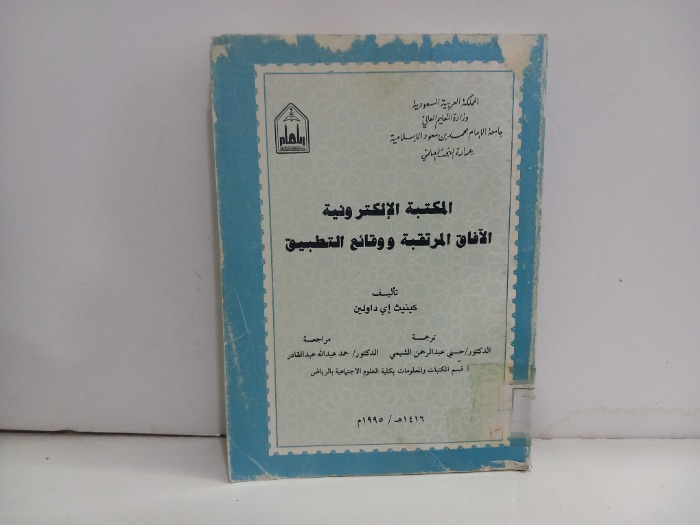 المملكة العربية السعودية
وزارة التعليم العالي
جامعة الإمام محمد بن سعود الإسلامية
عمادة البحث العلمي
المكتبة الإلكترونية
الآفاق المرتقبة ووقائع التطبيق
تأليف
كينيث إي داولين
ترجمة مراجعة
الدكتور/حسني عبدالرحمن الشيمي الدكتور/ حمد عبدالله عبدالقادر
قسم المكتبات والمعلومات بكلية العلوم الاجتماعية بالرياض
١٤١٦هـ / ١٩٩٥م